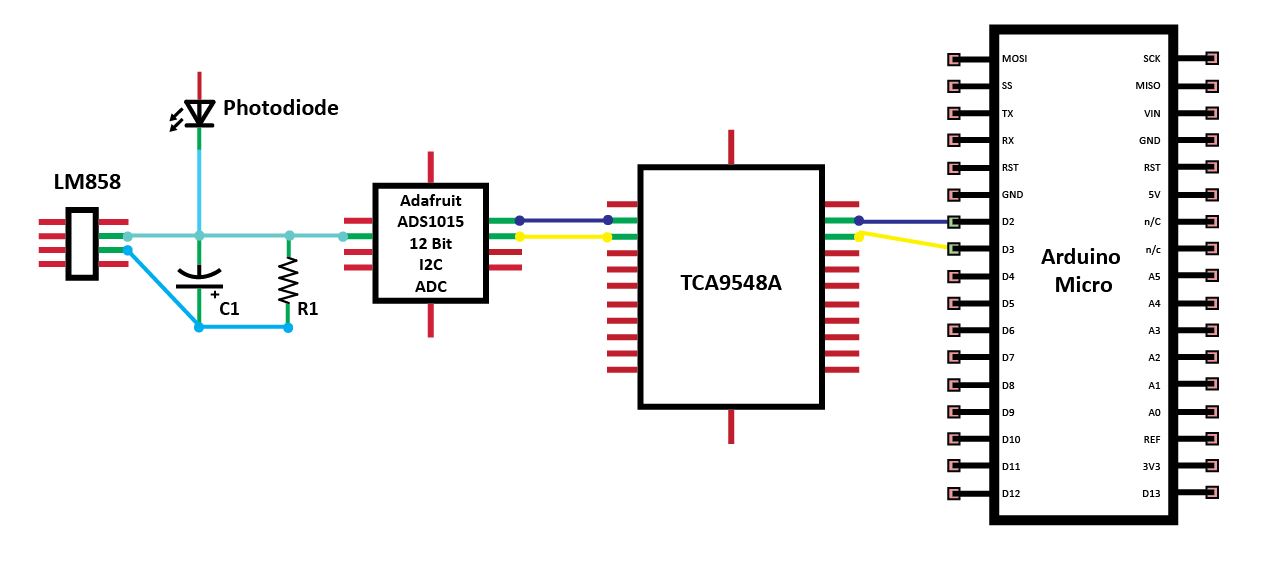 Photodiode
LM858
+
C1
R1
Adafruit
ADS1015
12 Bit
I2C
ADC
TCA9548A
Arduino
Micro
MOSI
SS
TX
RX
RST
GND
D2
D3
D4
D5
D6
D7
D8
D9
D10
D11
D12
SCK
MISO
VIN
GND
RST
5V
n/C
n/c
A5
A4
A3
A2
A1
A0
REF
3V3
D13